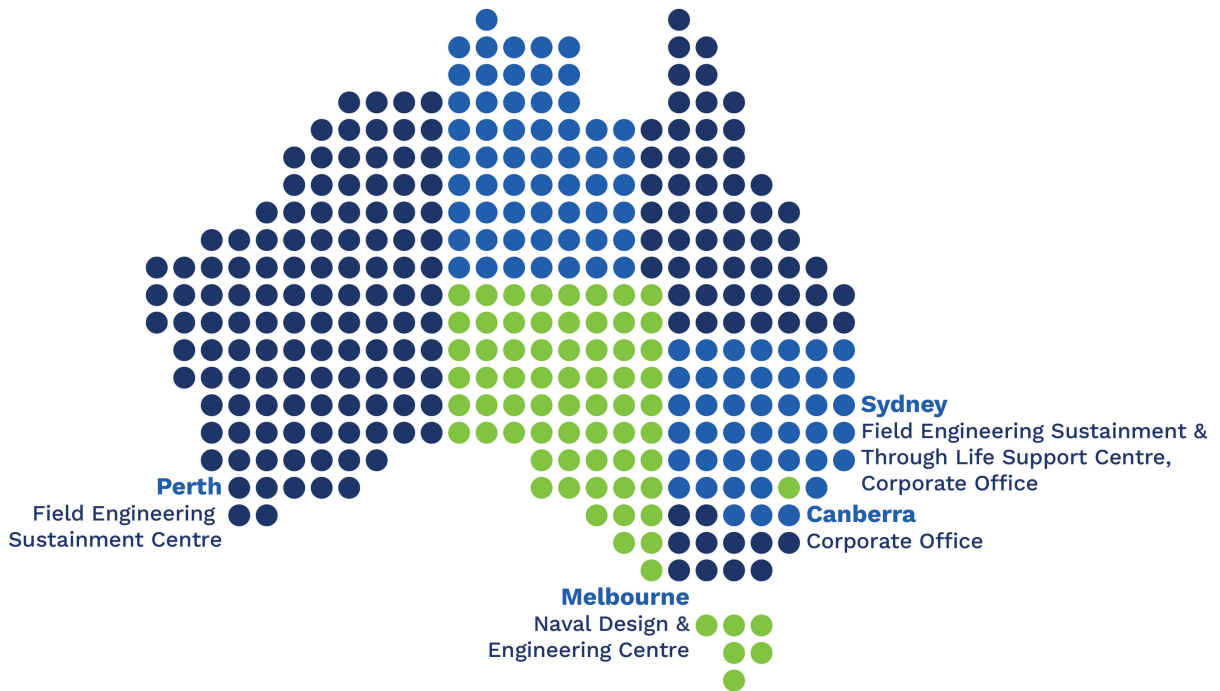 Sydney
Field Engineering Sustainment &
Through Life Support Centre,
Corporate Office
Perth
Field Engineering
Sustainment Centre
Canberra
Corporate Office
Melbourne
Naval Design &
Engineering Centre